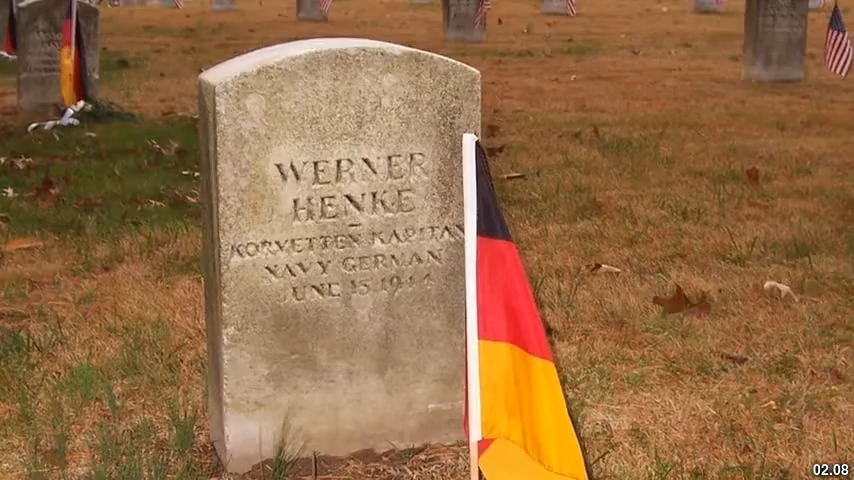 WERNER
HENKE
KORVETTEN KAPITAN
NAVY GERMAN
JUNE 15 1944
02.08